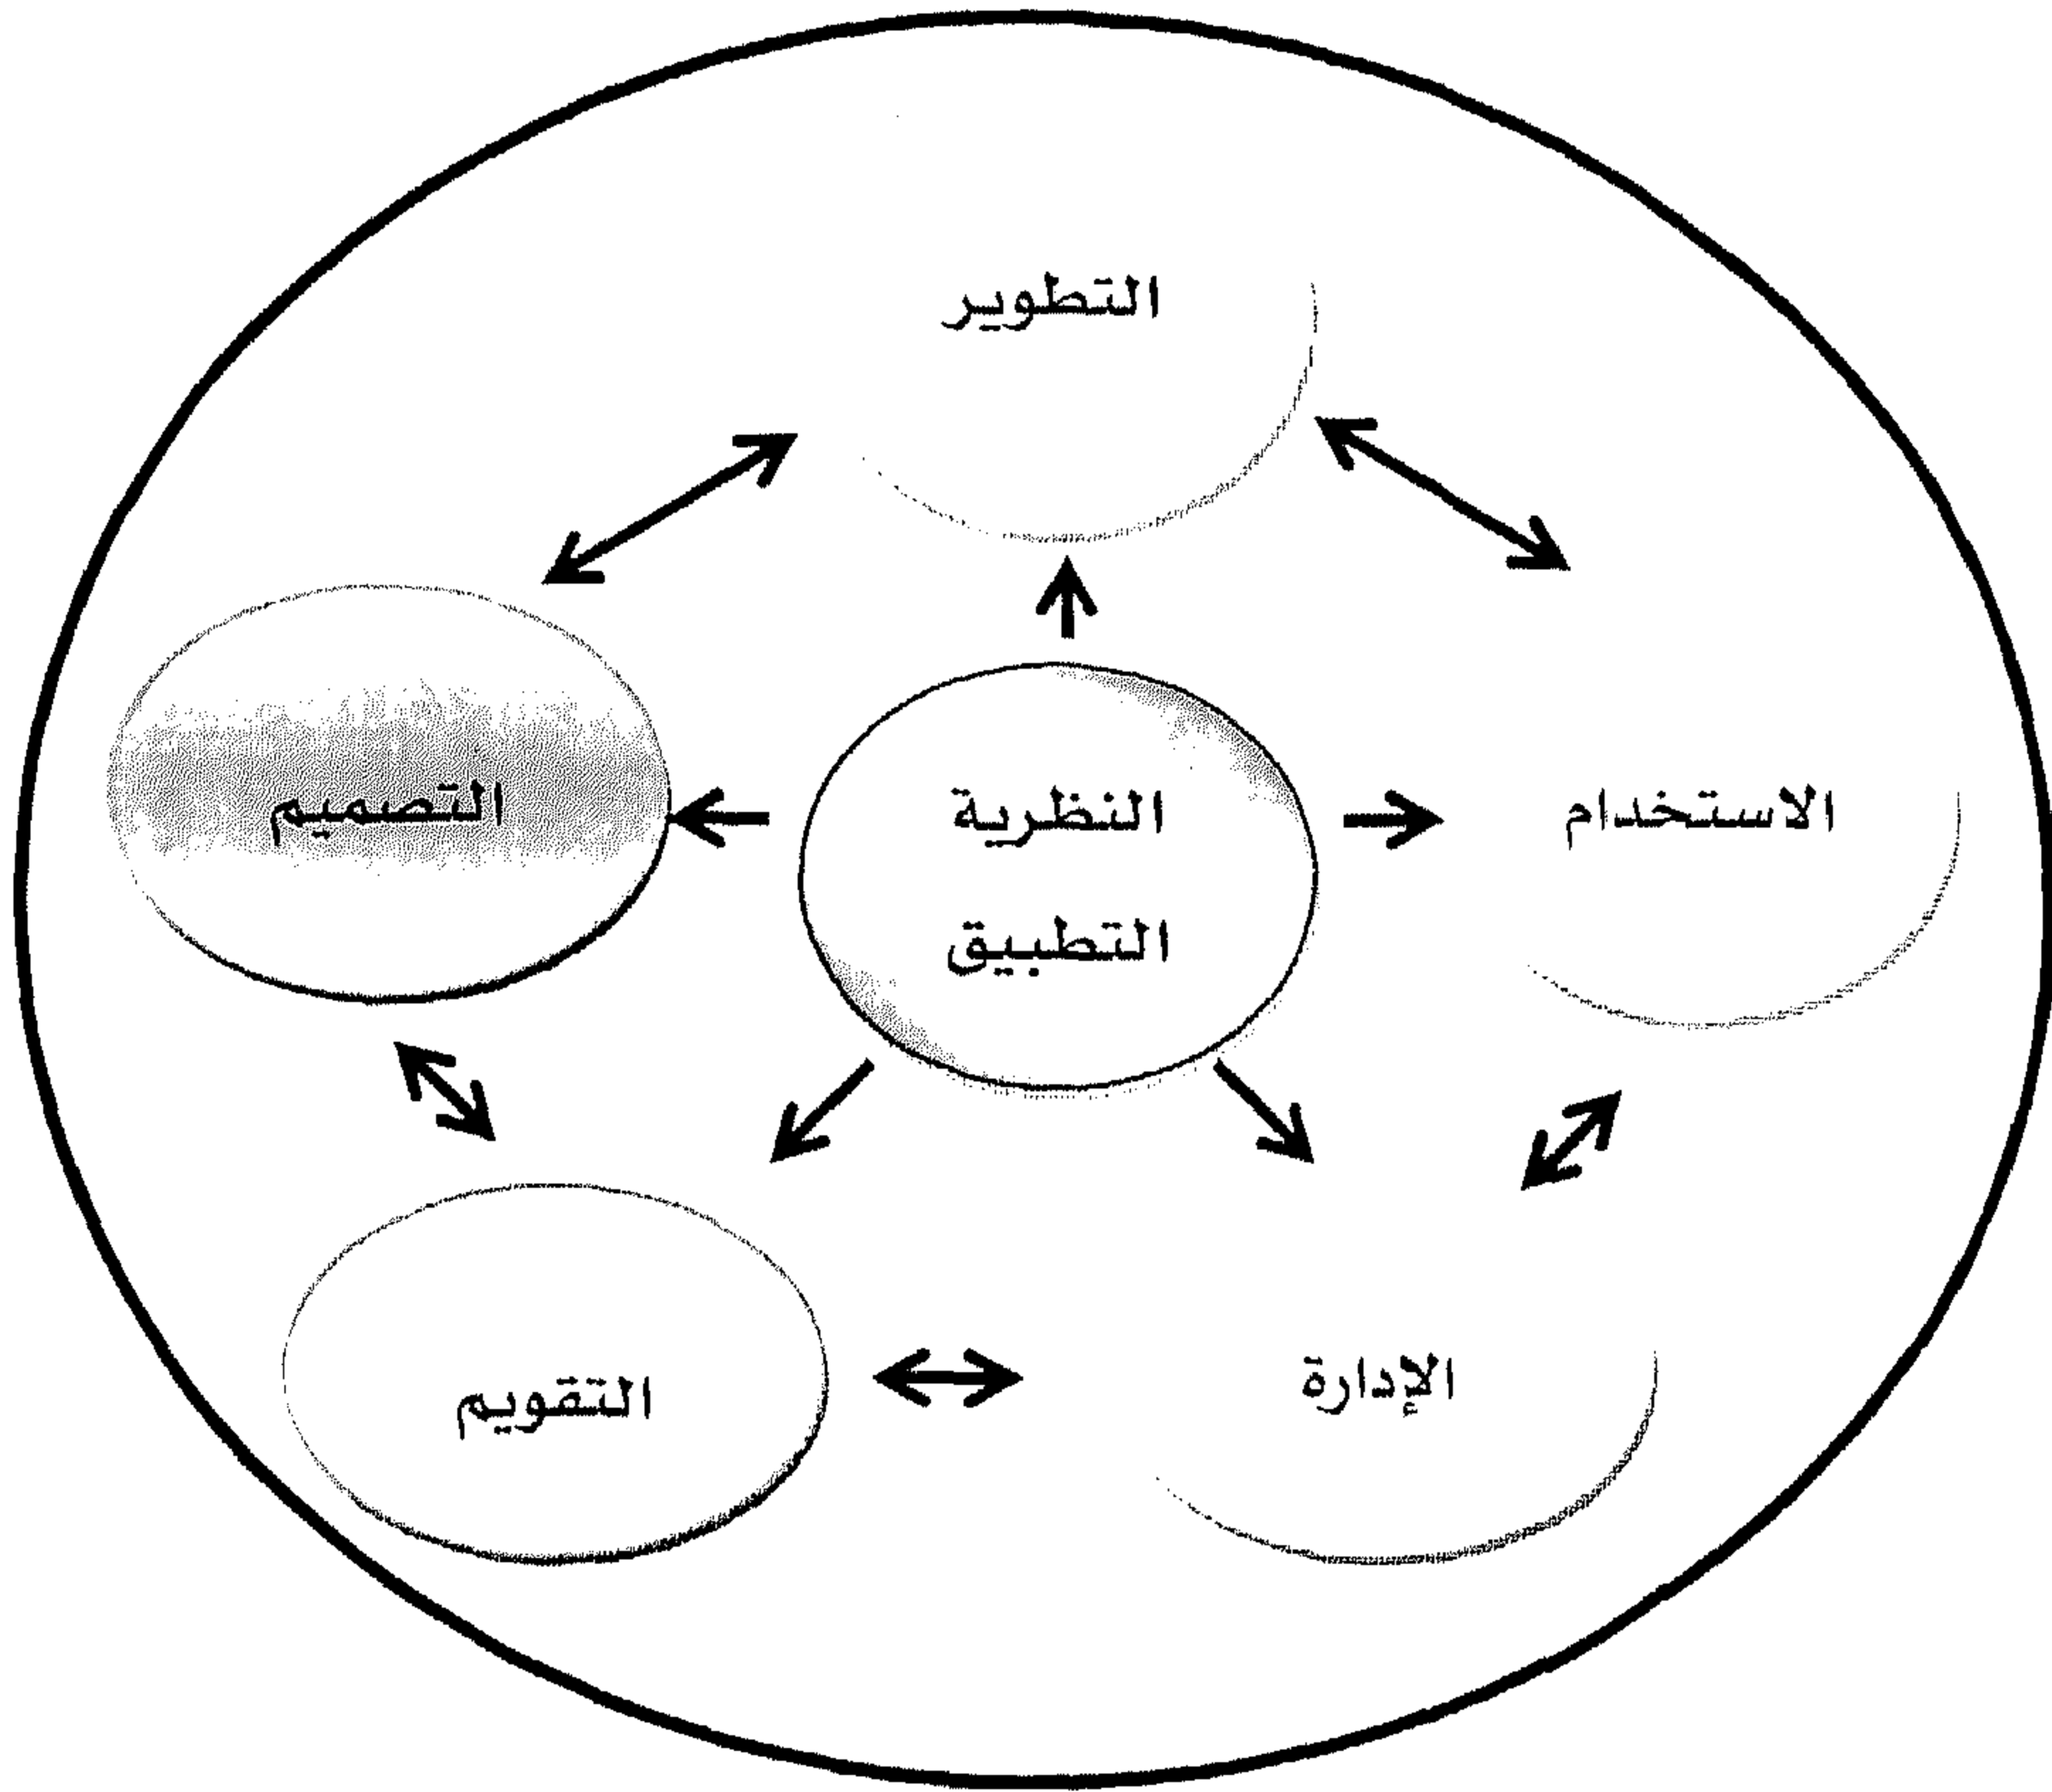 التطوير
الاستخدام
النظرية
التطبيق
التصميم
الإدارة
التقويم